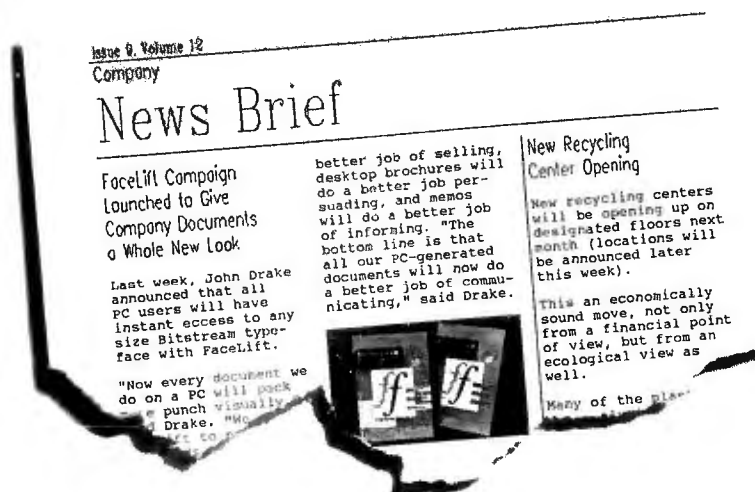 Issue 9, Volume 12
Company
News Brief
FaceLift Campaign
Launched to Give
Company Documents
a Whole New Look
Last week, John Drake
announced that all
PC users will have
instant eccess to any
size Bitstream type-
face with FaceLift.
"Now every document we
do on a PC will pack
punch visually
Drake. "We
to
better job of selling,
desktop brochures will
do a better job per-
suading, and memos
will do a better job
of informing. "The
bottom line is that
all our PC-generated
documents will now do
a better job of commu-
nicating," said Drake.
ff
ff
New Recycling
Center Opening
New recycling centers
will be opening up on
designated floors next
month (locations will
be announced later
this week).
This an economically
sound move, not only
from a financial point
of view, but from an
ecological view as
well.
Many of the